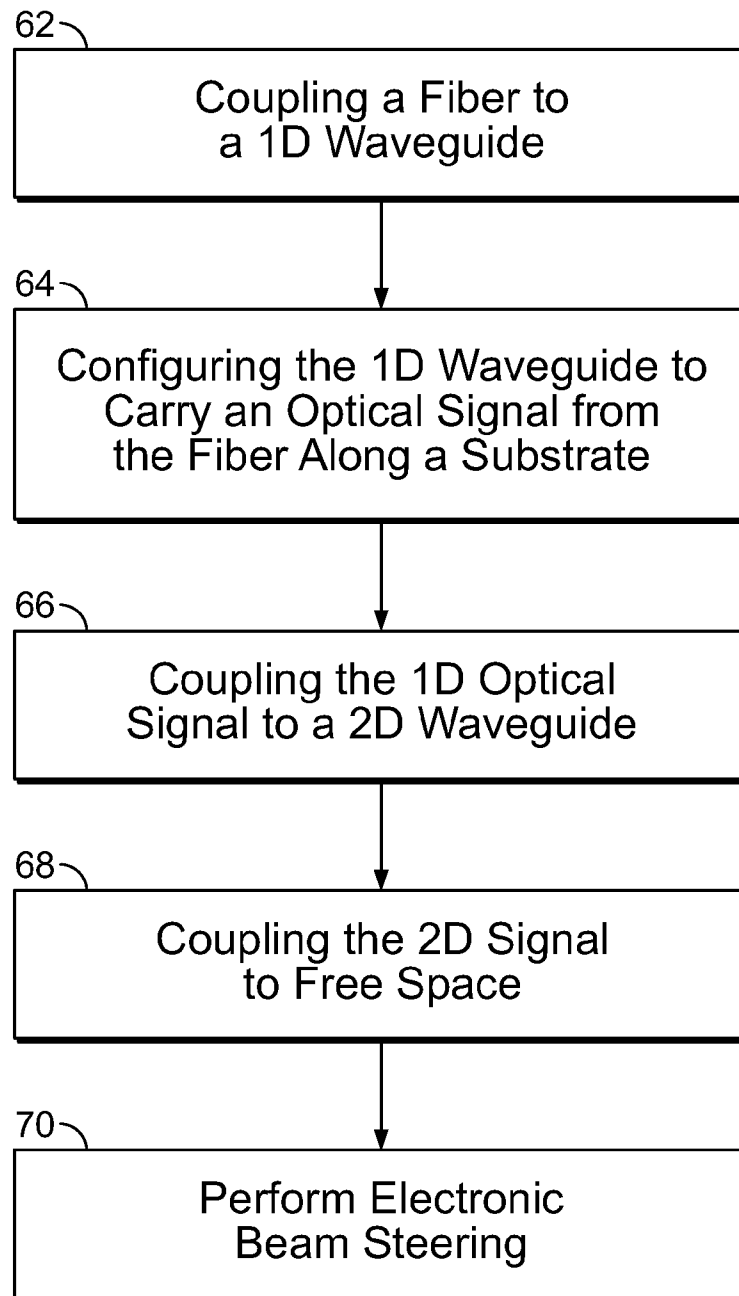 62
Coupling a Fiber to
a 1D Waveguide
64
Configuring the 1D Waveguide to
Carry an Optical Signal from
the Fiber Along a Substrate
66
Coupling the 1D Optical
Signal to a 2D Waveguide
68
Coupling the 2D Signal
to Free Space
70
Perform Electronic
Beam Steering